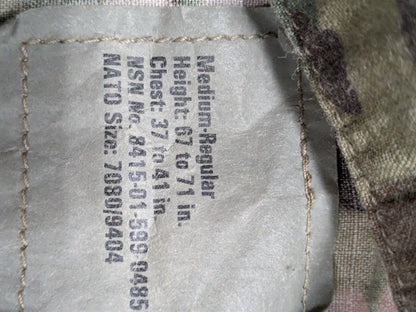 Medium-Regular
Height: 67 to 71 in.
Chest: 37 to 41 in.
NSN No. 8415-01-599-0485
NATO Size: 7080/9404